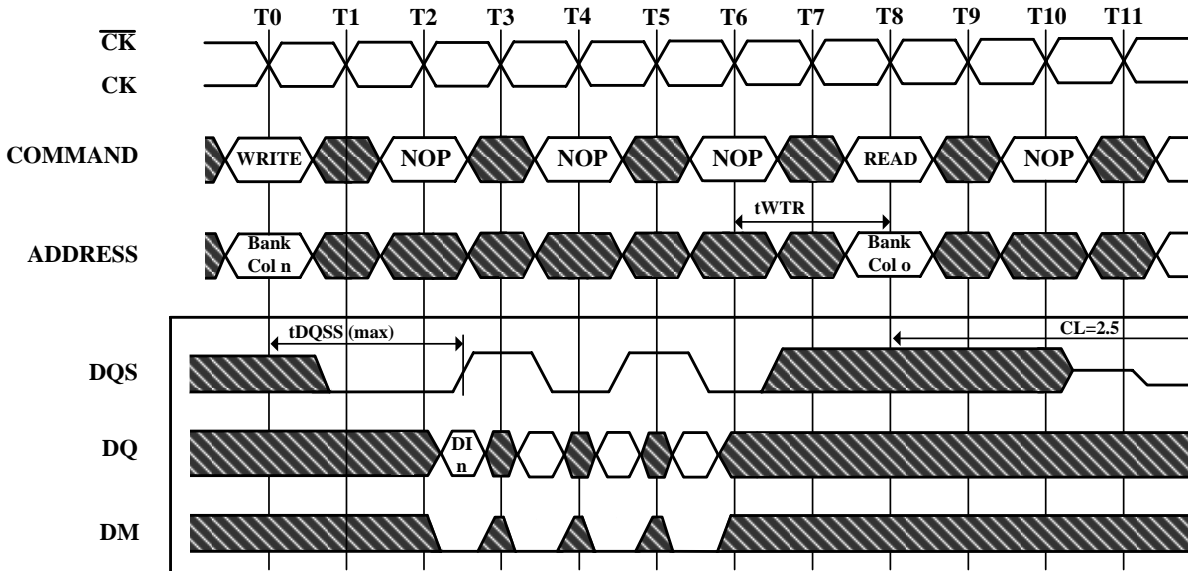 T0 T1 T2 T3 T4 T5 T6 T7 T8 T9 T10 T11
CK
CK
COMMAND WRITE NOP NOP NOP READ NOP
tWTR
ADDRESS Bank Col n Bank Col o
tDQSS (max) CL=2.5
DQS
DQ DI n
DM